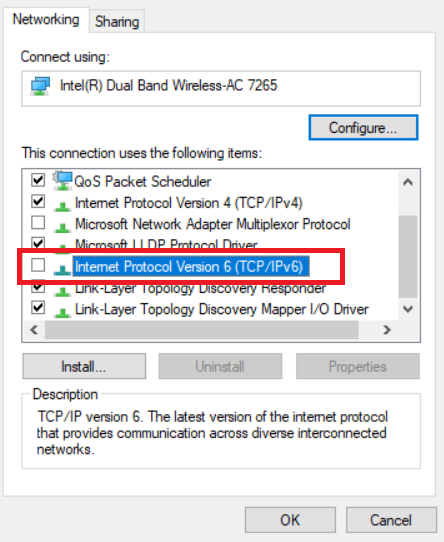 Networking
Sharing
Connect using:
Intel(R) Dual Band Wireless-AC 7265
Configure...
This connection uses the following items:
QoS Packet Scheduler
Internet Protocol Version 4 (TCP/IPv4)
Microsoft Network Adapter Multiplexor Protocol
Microsoft LLDP Protocol Driver
Internet Protocol Version 6 (TCP/IPv6)
Link-Layer Topology Discovery Responder
Link-Layer Topology Discovery Mapper I/O Driver
Install...
Uninstall
Properties
Description
TCP/IP version 6. The latest version of the internet protocol
that provides communication across diverse interconnected
networks.
OK
Cancel